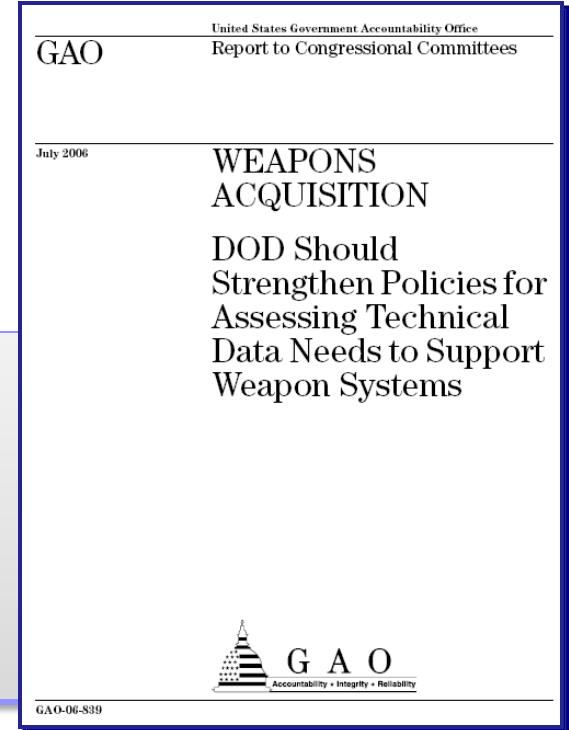 United States Government Accountability Office
GAO
Report to Congressional Committees
July 2006
WEAPONS
ACQUISITION
DOD Should
Strengthen Policies for
Assessing Technical
Data Needs to Support
Weapon Systems
G A O
Accountability • Integrity • Reliability
GAO-06-839